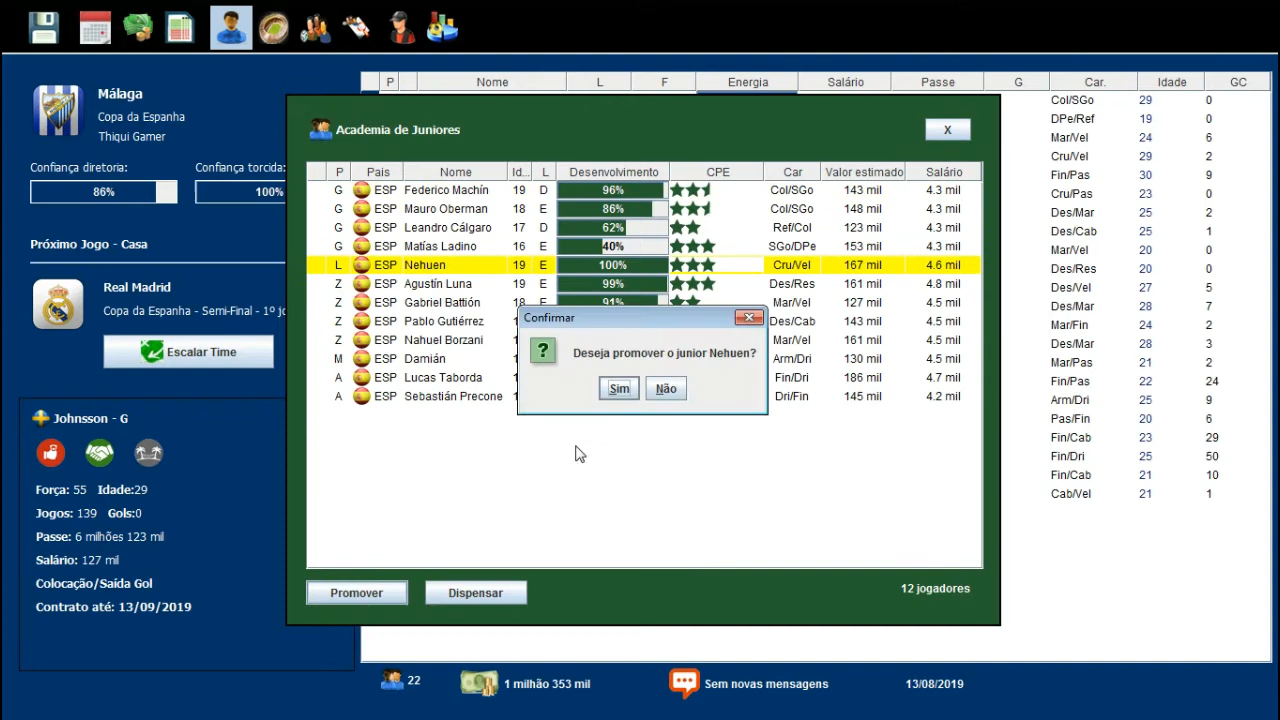 P Nome L F Energia Salário Passe G Car. Idade GC
Málaga
Copa da Espanha
Thiqui Gamer
Confiança diretoria: Confiança torcida:
86% 100%
Próximo Jogo - Casa
Real Madrid
Copa da Espanha - Semi-Final - 1º jo
Escalar Time
Johnsson - G
Força: 55 Idade:29
Jogos: 139 Gols:0
Passe: 6 milhões 123 mil
Salário: 127 mil
Colocação/Saída Gol
Contrato até: 13/09/2019
Academia de Juniores
X
P Pais Nome Id... L Desenvolvimento CPE Car Valor estimado Salário
G ESP Federico Machín 19 D 96% Col/SGo 143 mil 4.3 mil
G ESP Mauro Oberman 18 E 86% Col/SGo 148 mil 4.3 mil
G ESP Leandro Cálgaro 17 D 62% Ref/Col 123 mil 4.3 mil
G ESP Matías Ladino 16 E 40% SGo/DPe 153 mil 4.3 mil
L ESP Nehuen 19 E 100% Cru/Vel 167 mil 4.6 mil
Z ESP Agustín Luna 19 E 99% Des/Res 161 mil 4.8 mil
Z ESP Gabriel Battión 18 E 91% Mar/Vel 127 mil 4.5 mil
Z ESP Pablo Gutiérrez Des/Cab 143 mil 4.5 mil
Z ESP Nahuel Borzani Mar/Vel 161 mil 4.5 mil
M ESP Damián Arm/Dri 130 mil 4.5 mil
A ESP Lucas Taborda Fin/Dri 186 mil 4.7 mil
A ESP Sebastián Precone Dri/Fin 145 mil 4.2 mil
Confirmar
Deseja promover o junior Nehuen?
Sim Não
Promover Dispensar 12 jogadores
Col/SGo 29 0
DPe/Ref 19 0
Mar/Vel 24 6
Cru/Vel 29 2
Fin/Pas 30 9
Cru/Pas 23 0
Des/Mar 25 2
Des/Cab 25 1
Mar/Vel 20 0
Des/Res 20 0
Des/Vel 27 5
Des/Mar 28 7
Mar/Fin 24 2
Des/Mar 28 3
Mar/Pas 21 2
Fin/Pas 22 24
Arm/Dri 25 9
Pas/Fin 20 6
Fin/Cab 23 29
Fin/Dri 25 50
Fin/Cab 21 10
Cab/Vel 21 1
22 1 milhão 353 mil Sem novas mensagens 13/08/2019